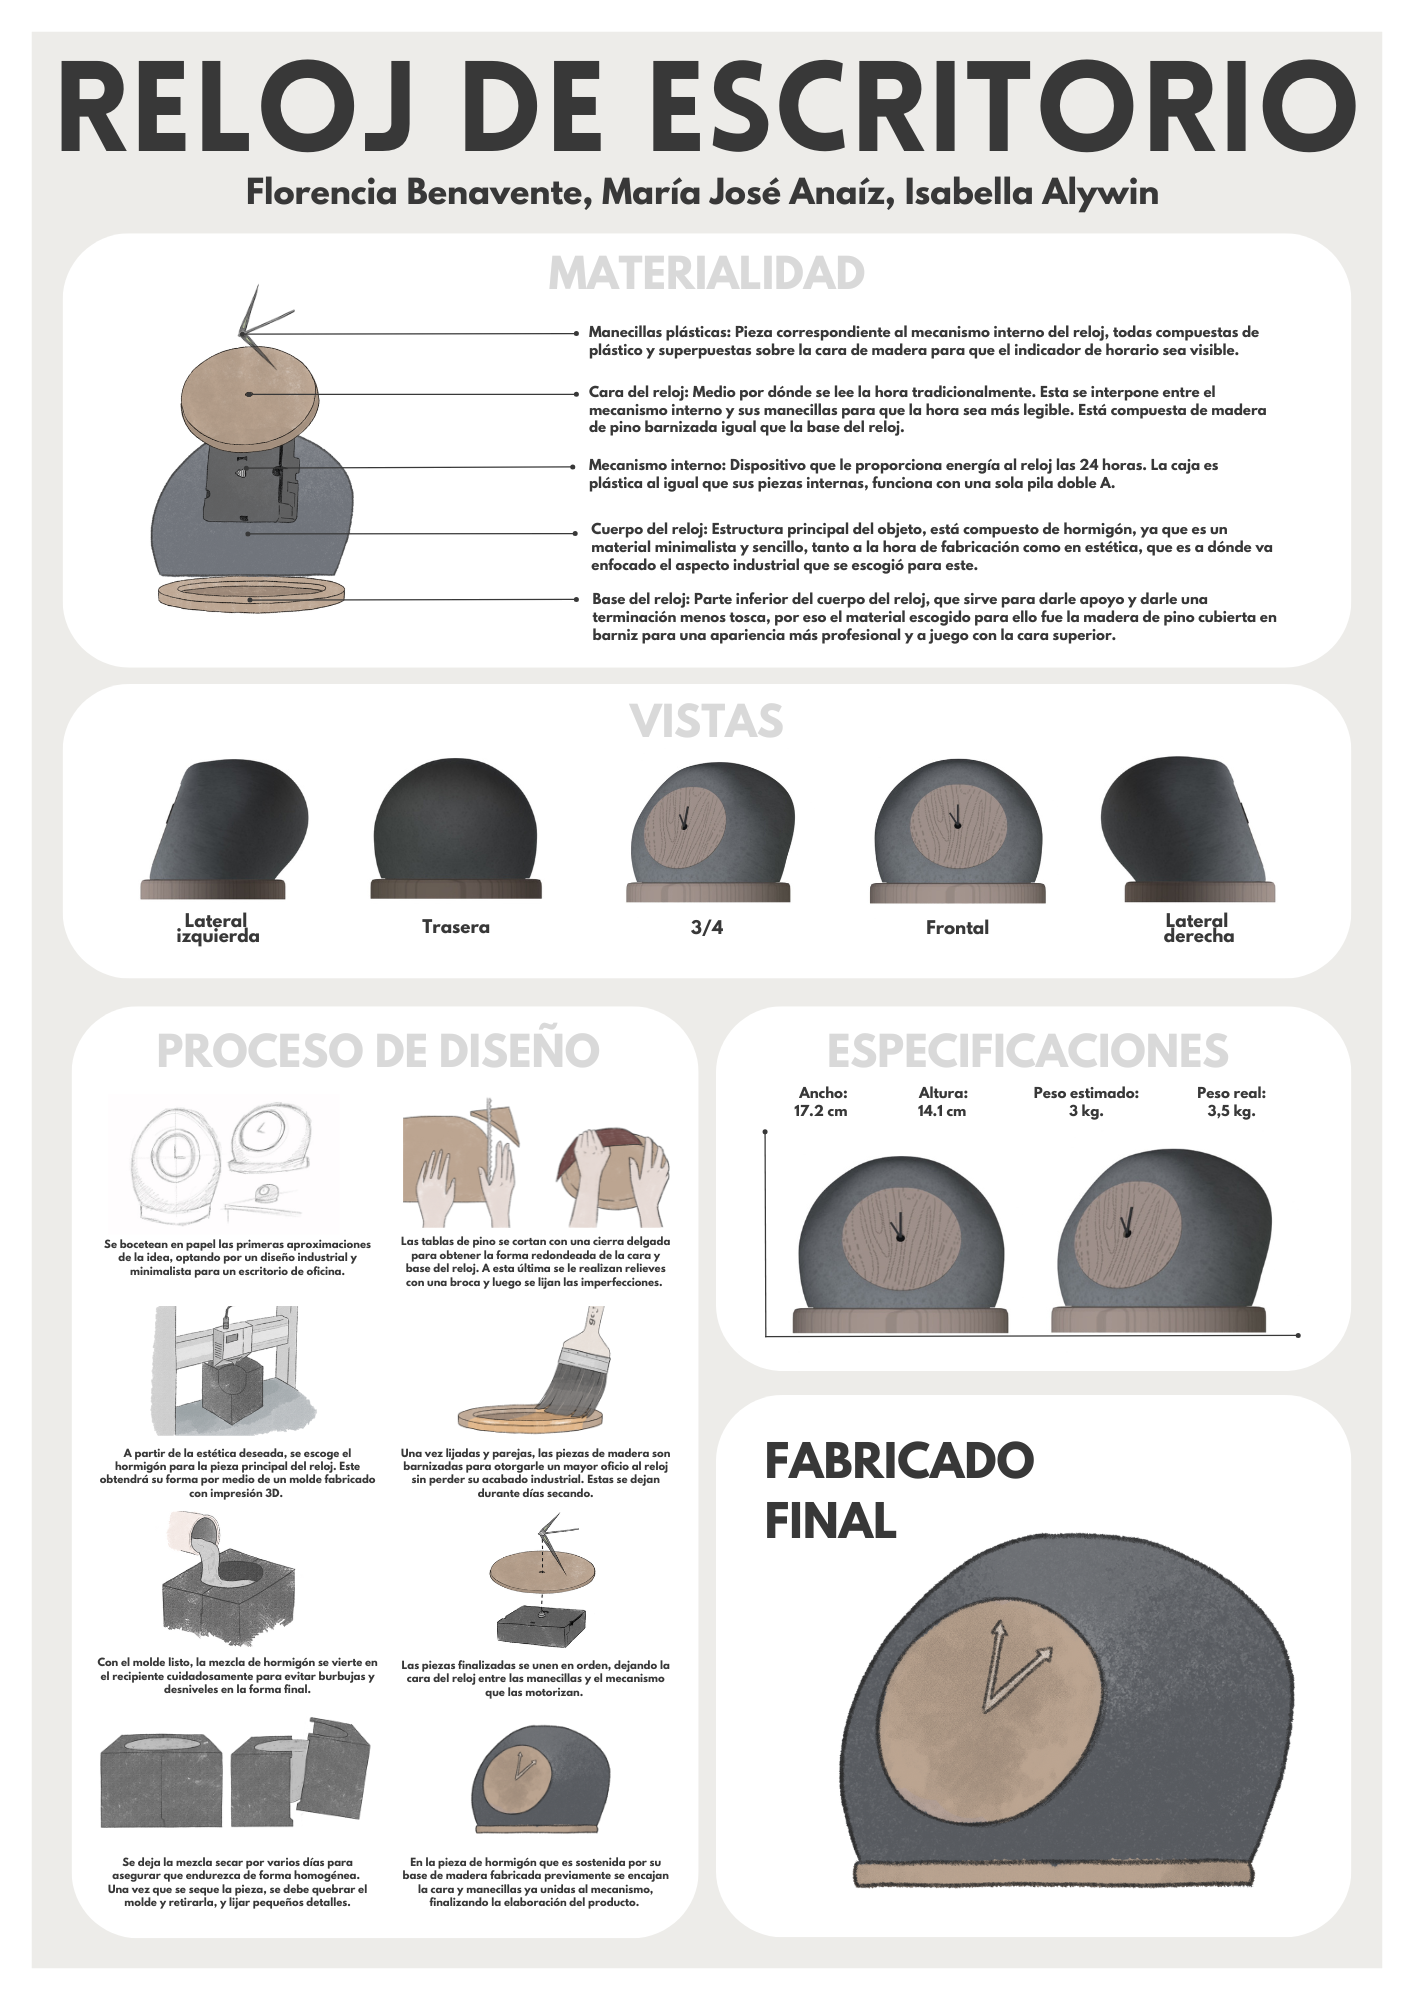 RELOJ DE ESCRITORIO
Florencia Benavente, María José Anaíz, Isabella Alywin
MATERIALIDAD
Manecillas plásticas: Pieza correspondiente al mecanismo interno del reloj, todas compuestas de
plástico y superpuestas sobre la cara de madera para que el indicador de horario sea visible.
Cara del reloj: Medio por dónde se lee la hora tradicionalmente. Esta se interpone entre el
mecanismo interno y sus manecillas para que la hora sea más legible. Está compuesta de madera
de pino barnizada igual que la base del reloj.
Mecanismo interno: Dispositivo que le proporciona energía al reloj las 24 horas. La caja es
plástica al igual que sus piezas internas, funciona con una sola pila doble A.
Cuerpo del reloj: Estructura principal del objeto, está compuesto de hormigón, ya que es un
material minimalista y sencillo, tanto a la hora de fabricación como en estética, que es a dónde va
enfocado el aspecto industrial que se escogió para este.
Base del reloj: Parte inferior del cuerpo del reloj, que sirve para darle apoyo y darle una
terminación menos tosca, por eso el material escogido para ello fue la madera de pino cubierta en
barniz para una apariencia más profesional y a juego con la cara superior.
VISTAS
Lateral
izquierda
Trasera
3/4
Frontal
Lateral
derecha
PROCESO DE DISEÑO
Se bocetean en papel las primeras aproximaciones
de la idea, optando por un diseño industrial y
minimalista para un escritorio de oficina.
Las tablas de pino se cortan con una cierra delgada
para obtener la forma redondeada de la cara y
base del reloj. A esta última se le realizan relieves
con una broca y luego se lijan las imperfecciones.
A partir de la estética deseada, se escoge el
hormigón para la pieza principal del reloj. Este
obtendrá su forma por medio de un molde fabricado
con impresión 3D.
Una vez lijadas y parejas, las piezas de madera son
barnizadas para otorgarle un mayor oficio al reloj
sin perder su acabado industrial. Estas se dejan
durante días secando.
Con el molde listo, la mezcla de hormigón se vierte en
el recipiente cuidadosamente para evitar burbujas y
desniveles en la forma final.
Las piezas finalizadas se unen en orden, dejando la
cara del reloj entre las manecillas y el mecanismo
que las motorizan.
Se deja la mezcla secar por varios días para
asegurar que endurezca de forma homogénea.
Una vez que se seque la pieza, se debe quebrar el
molde y retirarla, y lijar pequeños detalles.
En la pieza de hormigón que es sostenida por su
base de madera fabricada previamente se encajan
la cara y manecillas ya unidas al mecanismo,
finalizando la elaboración del producto.
ESPECIFICACIONES
Ancho:
17.2 cm
Altura:
14.1 cm
Peso estimado:
3 kg.
Peso real:
3,5 kg.
FABRICADO
FINAL